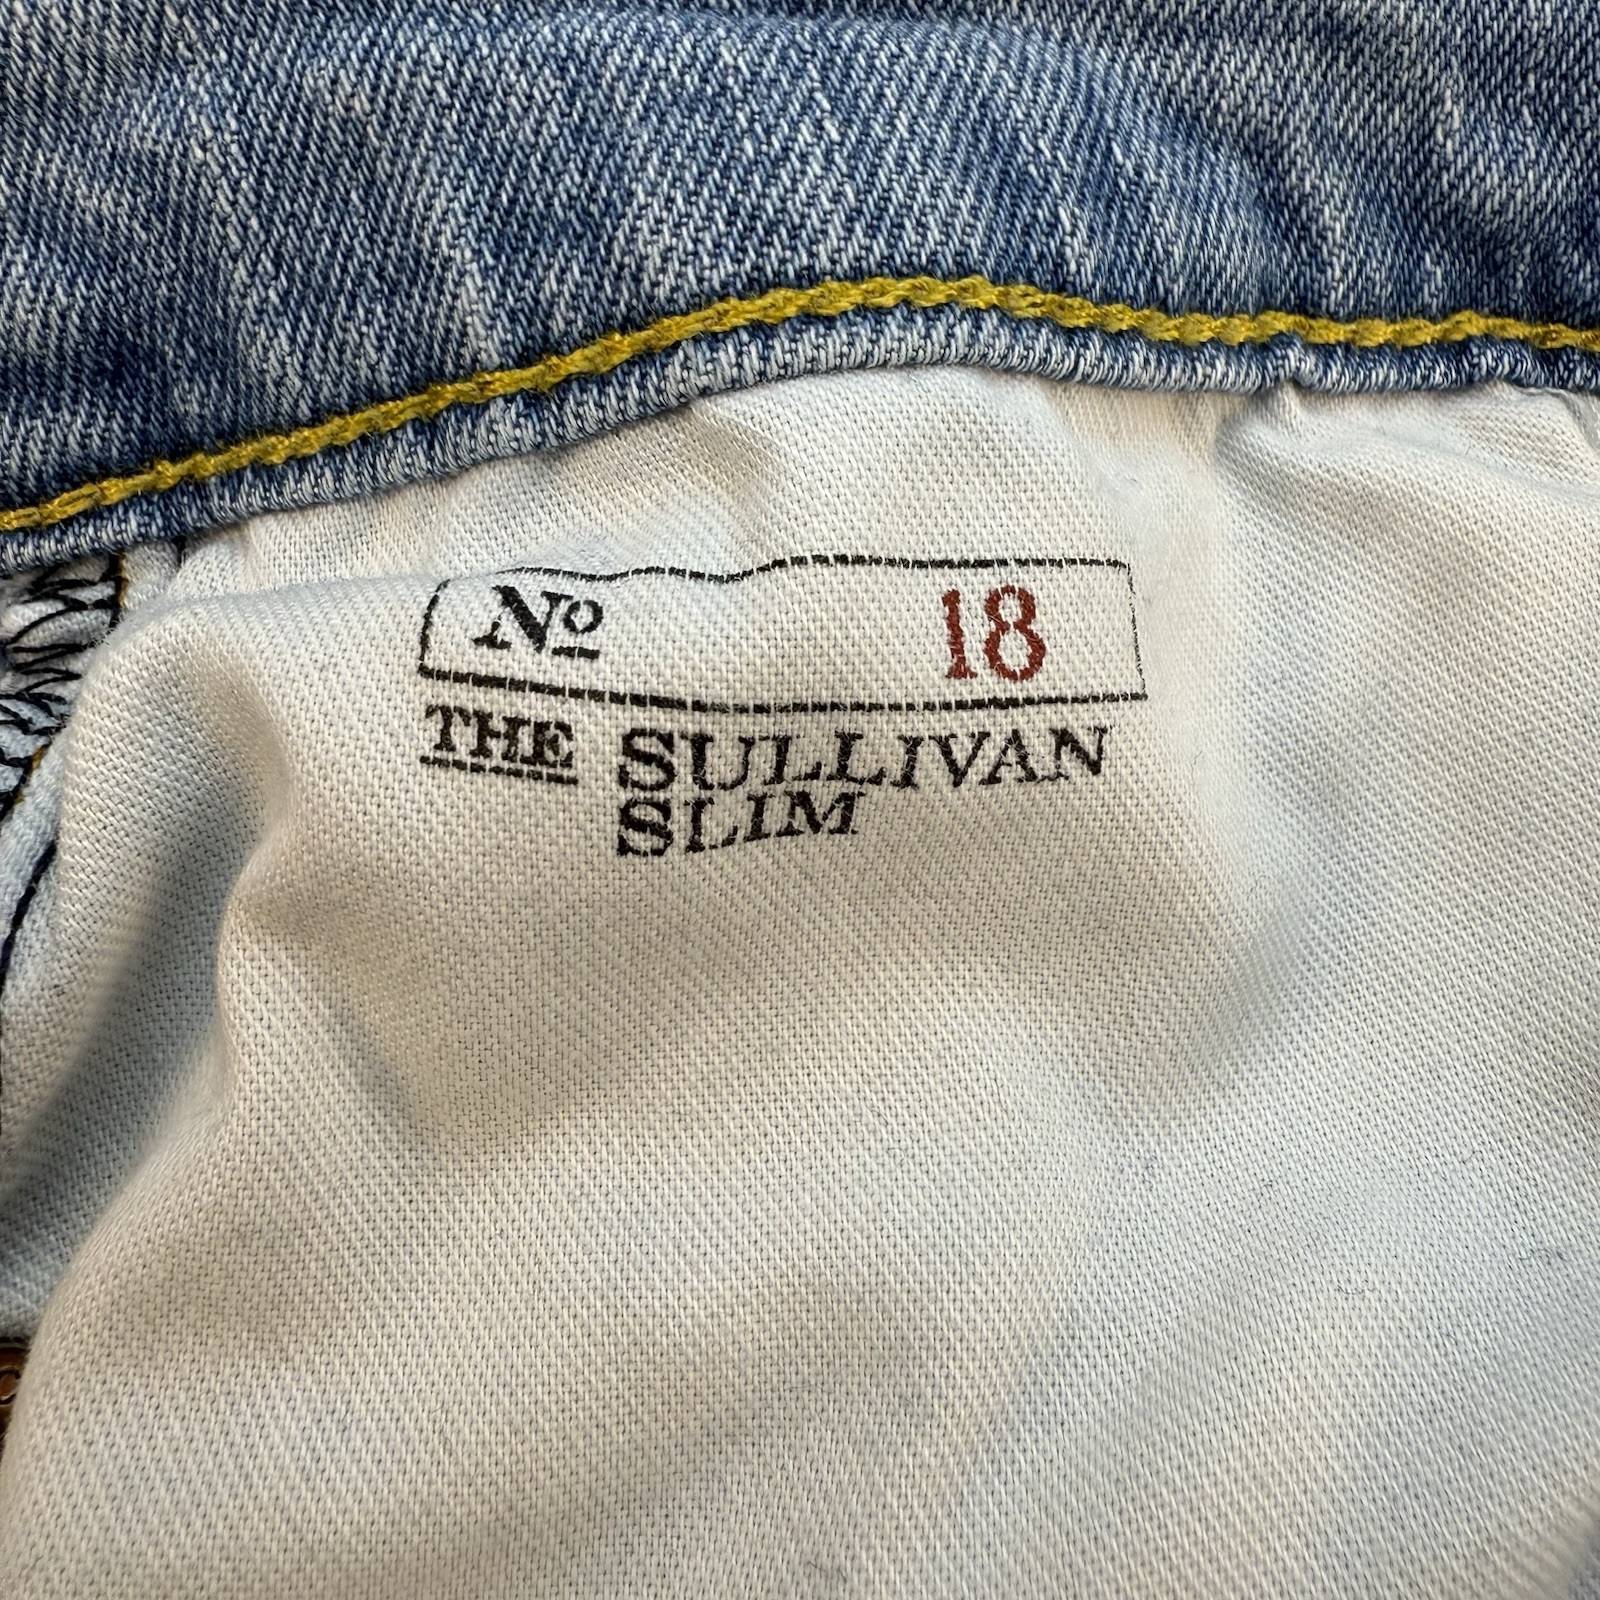 No 18
THE SULLIVAN
SLIM